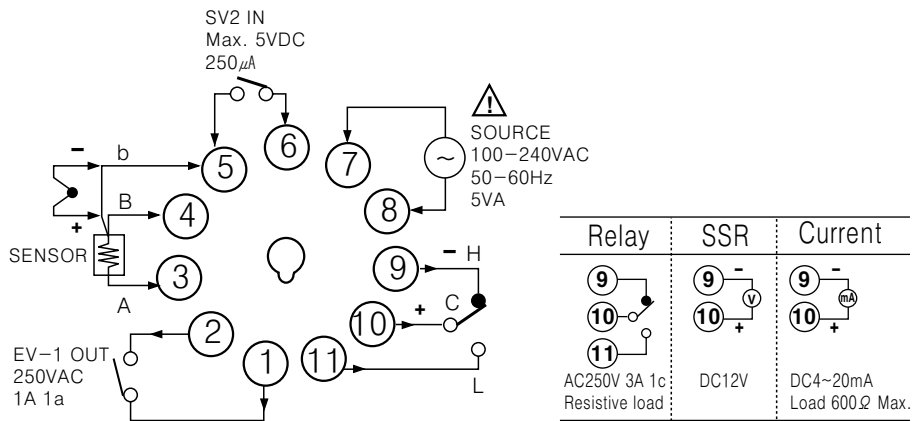 SV2 IN
Max. 5VDC
250㎂
SOURCE
100-240VAC
50-60Hz
5VA
~
-
b
5
6
7
B
4
8
+
SENSOR
3
9
-
H
A
2
1
11
10
+
C
L
EV-1 OUT
250VAC
1A 1a
Relay
SSR
Current
9
10
11
9
-
V
10
+
9
-
mA
10
+
AC250V 3A 1c
Resistive load
DC12V
DC4~20mA
Load 600Ω Max.